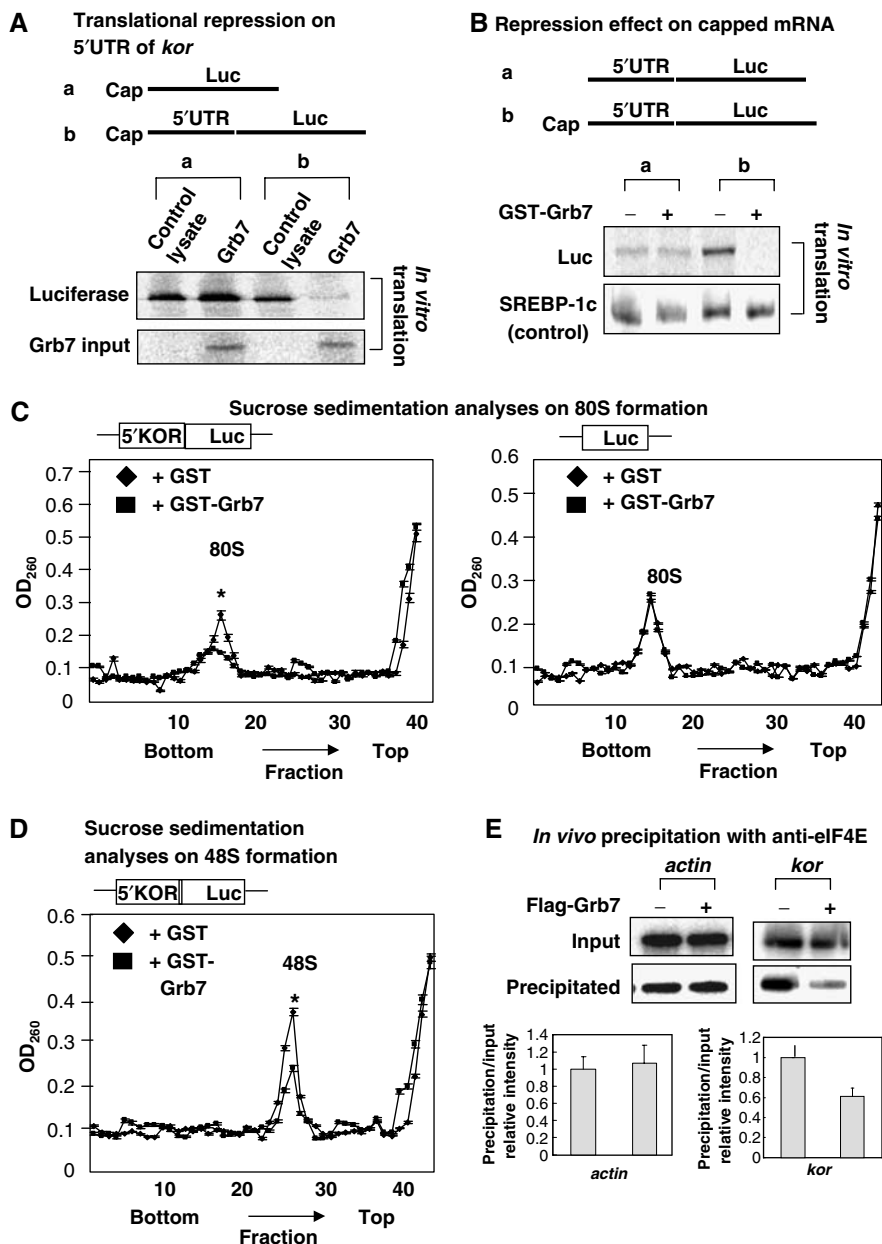 A Translational repression on
5′UTR of kor
Luc
a Cap
5′UTR Luc
b Cap
a b
Control lysate Grb7 Control lysate Grb7
Luciferase
Grb7 input
In vitro translation
B Repression effect on capped mRNA
5′UTR Luc
a
5′UTR Luc
b Cap
a b
GST-Grb7 – + – +
Luc
SREBP-1c
(control)
In vitro translation
C Sucrose sedimentation analyses on 80S formation
5′KOR Luc
0.7
0.6
0.5
0.4
0.3
0.2
0.1
0
OD260
+ GST
+ GST-Grb7
80S
*
10 20 30 40
Bottom Top
Fraction
Luc
0.6
0.5
0.4
0.3
0.2
0.1
0
OD260
+ GST
+ GST-Grb7
80S
10 20 30 40
Bottom Top
Fraction
D Sucrose sedimentation
analyses on 48S formation
5′KOR Luc
0.6
0.5
0.4
0.3
0.2
0.1
0
OD260
+ GST
+ GST-
Grb7
48S
*
10 20 30 40
Bottom Top
Fraction
E In vivo precipitation with anti-eIF4E
actin kor
Flag-Grb7 – + – +
Input
Precipitated
Precipitation/input
relative intensity
1.4
1.2
1
0.8
0.6
0.4
0.2
0
actin
Precipitation/input
relative intensity
1.2
1
0.8
0.6
0.4
0.2
0
kor